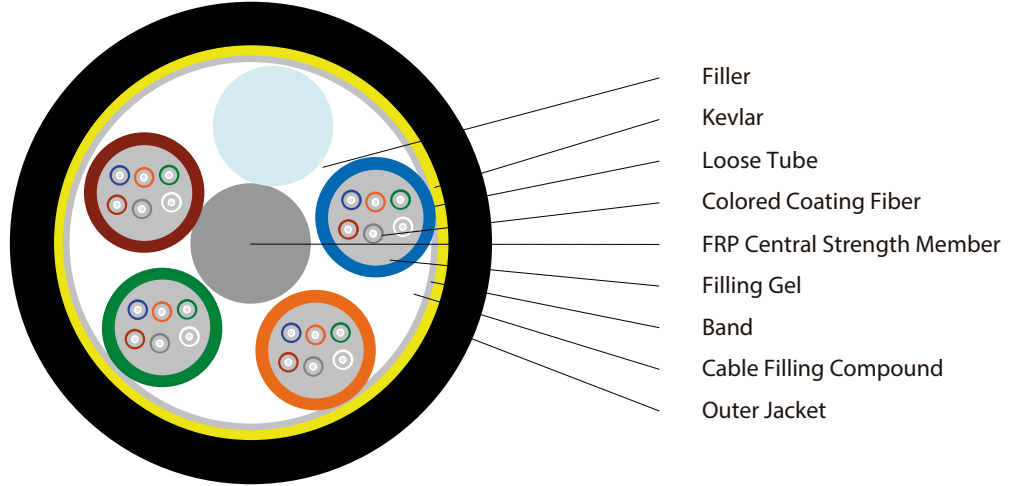 Filler
Kevlar
Loose Tube
Colored Coating Fiber
FRP Central Strength Member
Filling Gel
Band
Cable Filling Compound
Outer Jacket